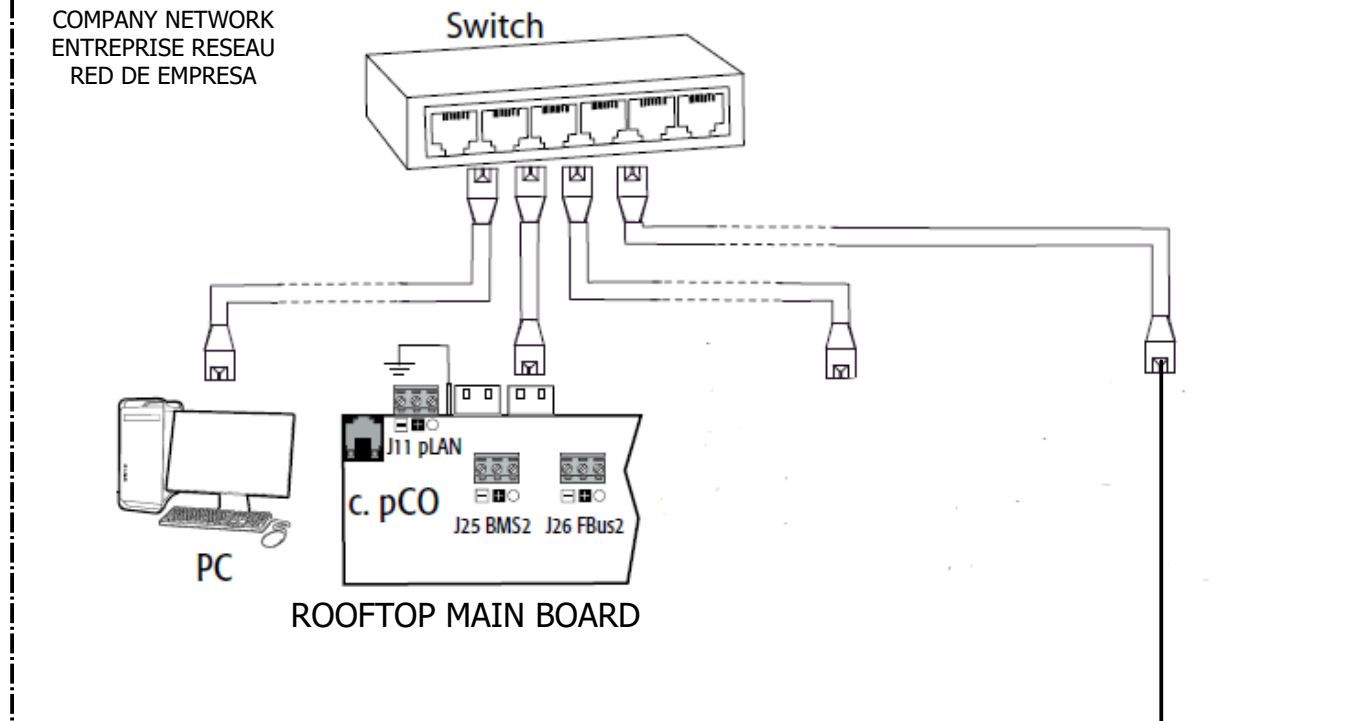 COMPANY NETWORK
ENTREPRISE RESEAU
RED DE EMPRESA
Switch
J11 pLAN
c. pCO
J25 BMS2
J26 FBus2
PC
ROOFTOP MAIN BOARD